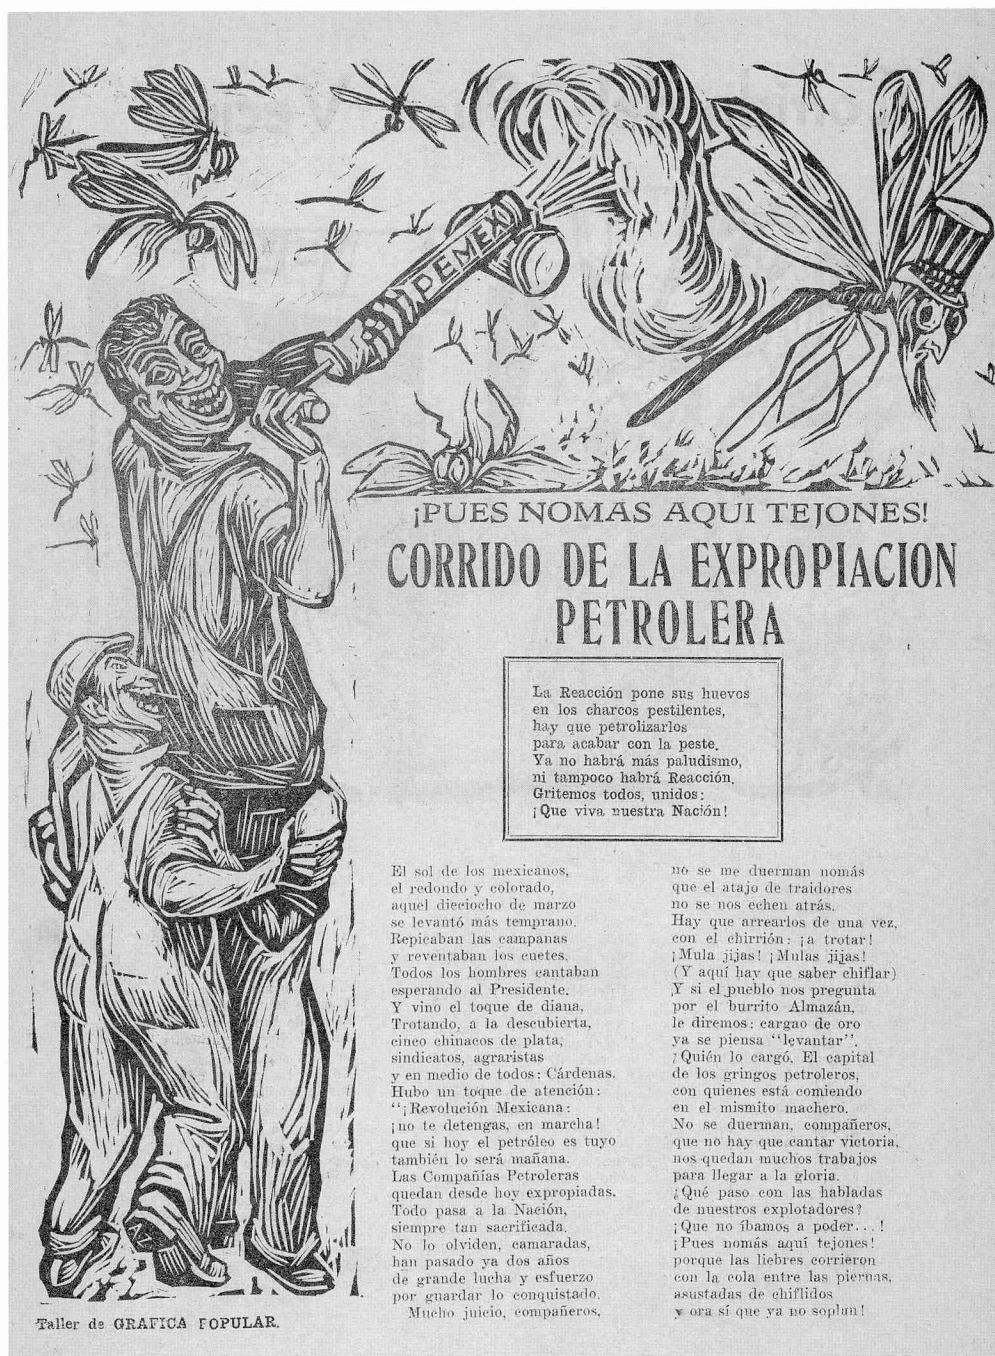 PEMEX
¡PUES NOMAS AQUI TEJONES!
CORRIDO DE LA EXPROPIACION
PETROLERA
La Reacción pone sus huevos
en los charcos pestilentes,
hay que petrolizarlos
para acabar con la peste.
Ya no habrá más paludismo,
ni tampoco habrá Reacción.
Gritemos todos, unidos:
¡Que viva nuestra Nación!
El sol de los mexicanos,
el redondo y colorado,
aquel dieciocho de marzo
se levantó más temprano.
Repicaban las campanas
y reventaban los cuetes.
Todos los hombres cantaban
esperando al Presidente.
Y vino el toque de diana,
Trotando, a la descubierta,
cinco chinacos de plata,
sindicatos, agraristas
y en medio de todos: Cárdenas.
Hubo un toque de atención:
"¡Revolución Mexicana:
¡no te detengas, en marcha!
que si hoy el petróleo es tuyo
también lo será mañana.
Las Compañías Petroleras
quedan desde hoy expropiadas.
Todo pasa a la Nación,
siempre tan sacrificada.
No lo olviden, camaradas,
han pasado ya dos años
de grande lucha y esfuerzo
por guardar lo conquistado.
Mucho juicio, compañeros,
no se me duerman nomás
que el atajo de traidores
no se nos echen atrás.
Hay que arrearlos de una vez,
con el chirrión: ¡a trotar!
¡Mula jijas! ¡Mulas jijas!
(Y aquí hay que saber chiflar)
Y si el pueblo nos pregunta
por el burrito Almazán,
le diremos: cargao de oro
ya se piensa "levantar".
¿Quién lo cargó. El capital
de los gringos petroleros,
con quienes está comiendo
en el mismito machero.
No se duerman, compañeros,
que no hay que cantar victoria,
nos quedan muchos trabajos
para llegar a la gloria.
¿Qué paso con las habladas
de nuestros explotadores?
¡Que no íbamos a poder...!
¡Pues nomás aquí tejones!
porque las liebres corrieron
con la cola entre las piernas,
asustadas de chiflidos
y ora sí que ya no soplan!
Taller de GRAFICA POPULAR.